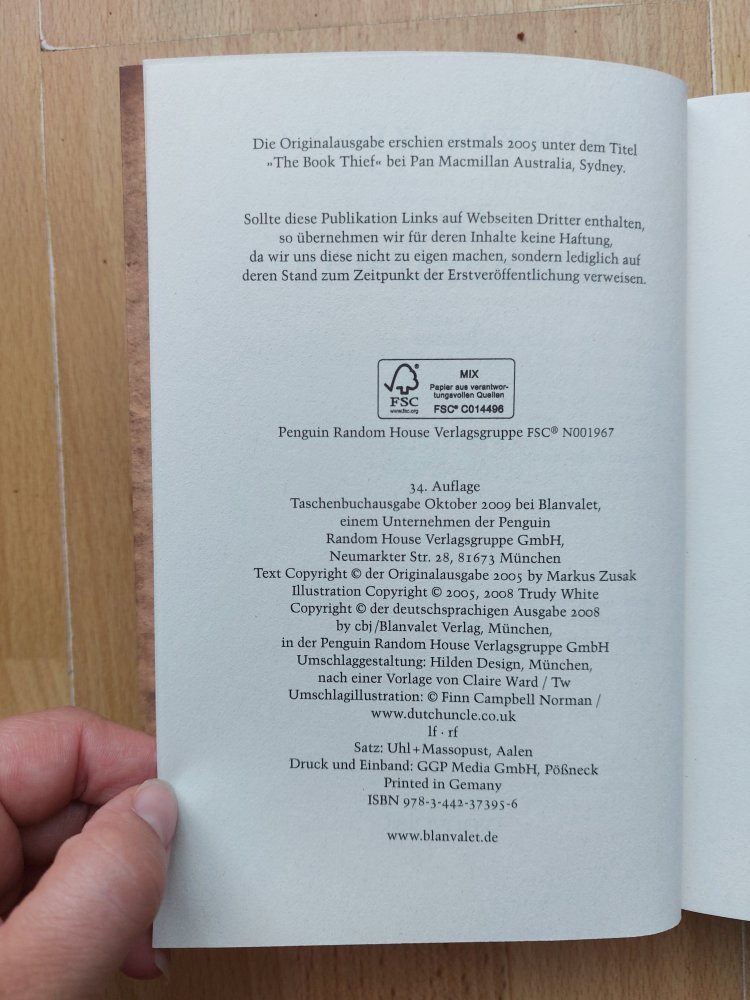 Die Originalausgabe erschien erstmals 2005 unter dem Titel
»The Book Thief« bei Pan Macmillan Australia, Sydney.
Sollte diese Publikation Links auf Webseiten Dritter enthalten,
so übernehmen wir für deren Inhalte keine Haftung,
da wir uns diese nicht zu eigen machen, sondern lediglich auf
deren Stand zum Zeitpunkt der Erstveröffentlichung verweisen.
FSC
www.fsc.org
MIX
Papier aus verantwor-
tungsvollen Quellen
FSC® C014496
Penguin Random House Verlagsgruppe FSC® N001967
34. Auflage
Taschenbuchausgabe Oktober 2009 bei Blanvalet,
einem Unternehmen der Penguin
Random House Verlagsgruppe GmbH,
Neumarkter Str. 28, 81673 München
Text Copyright © der Originalausgabe 2005 by Markus Zusak
Illustration Copyright © 2005, 2008 Trudy White
Copyright © der deutschsprachigen Ausgabe 2008
by cbj/Blanvalet Verlag, München,
in der Penguin Random House Verlagsgruppe GmbH
Umschlaggestaltung: Hilden Design, München,
nach einer Vorlage von Claire Ward / Tw
Umschlagillustration: © Finn Campbell Norman /
www.dutchuncle.co.uk
lf · rf
Satz: Uhl+Massopust, Aalen
Druck und Einband: GGP Media GmbH, Pößneck
Printed in Gemany
ISBN 978-3-442-37395-6
www.blanvalet.de